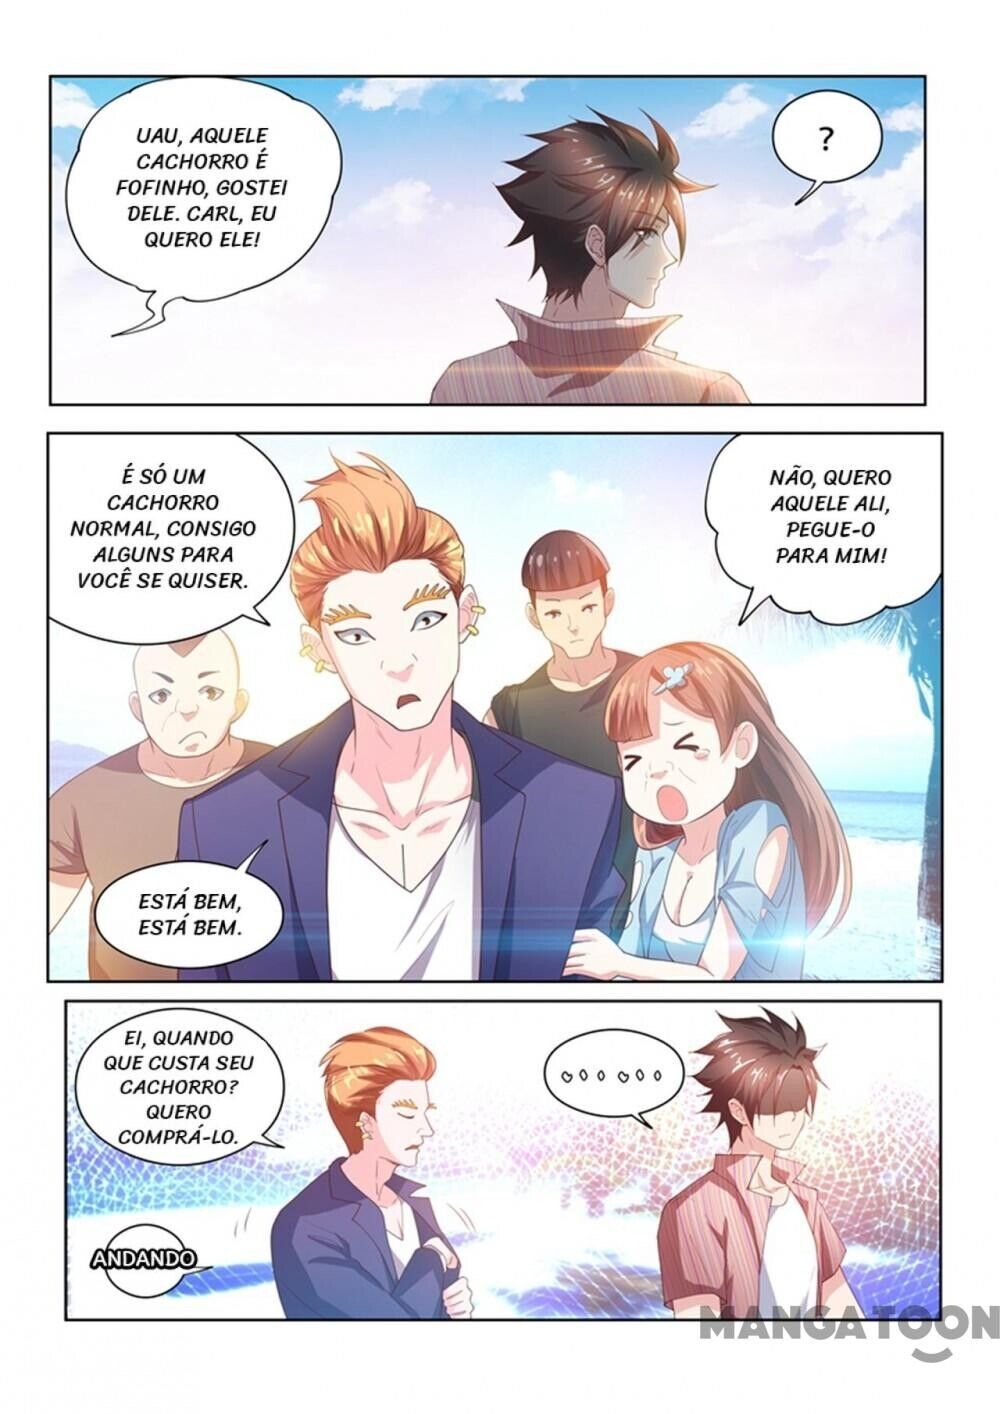 UAU, AQUELE
CACHORRO É
FOFINHO, GOSTEI
DELE. CARL, EU
QUERO ELE!
?
É SÓ UM
CACHORRO
NORMAL, CONSIGO
ALGUNS PARA
VOCÊ SE QUISER.
NÃO, QUERO
AQUELE ALI,
PEGUE-O
PARA MIM!
ESTÁ BEM,
ESTÁ BEM.
EI, QUANDO
QUE CUSTA SEU
CACHORRO?
QUERO
COMPRÁ-LO.
......
ANDANDO
MANGATOON